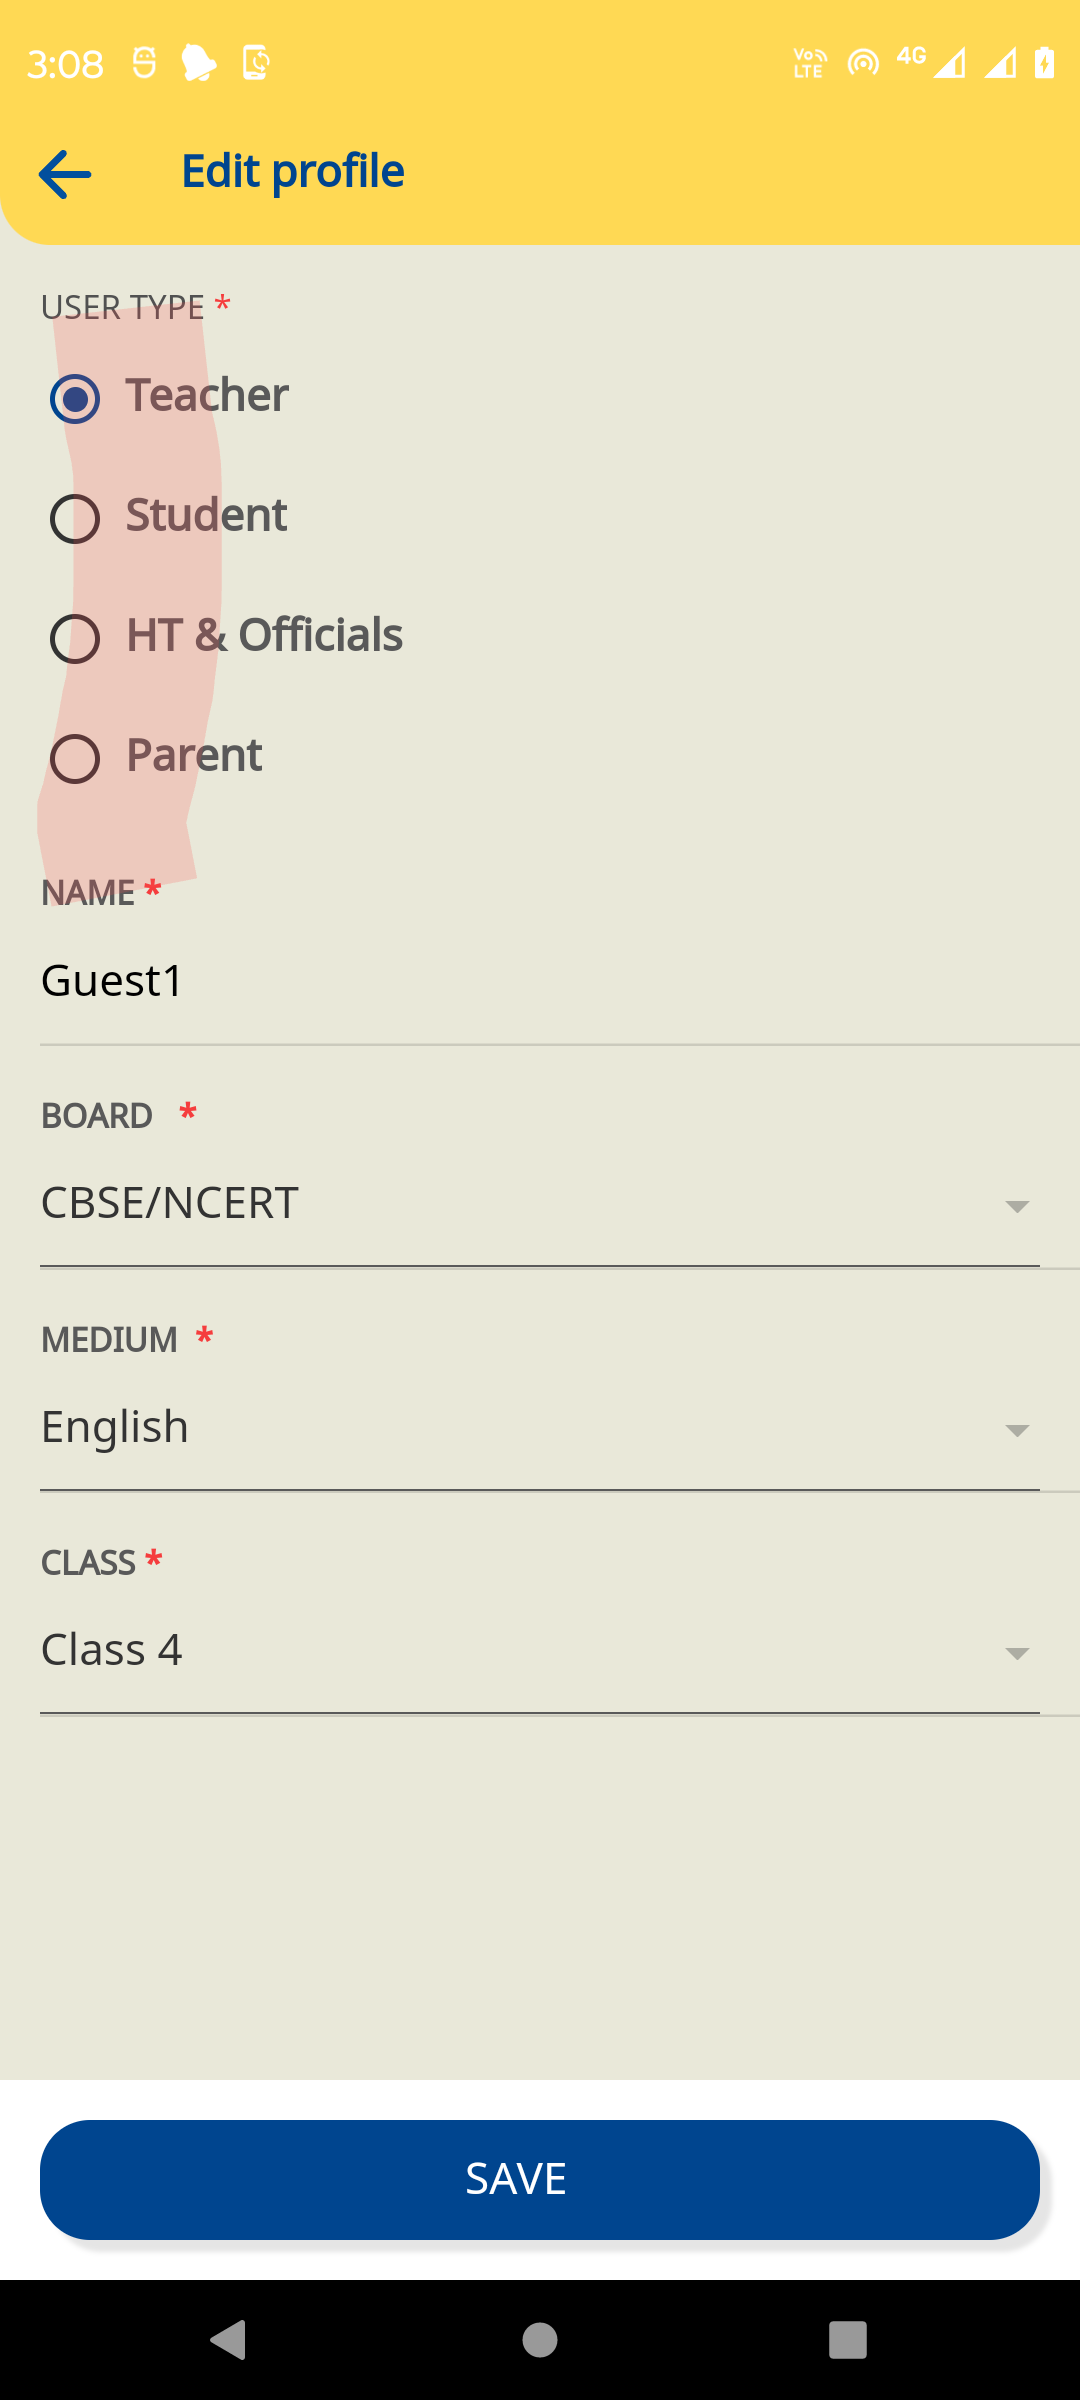 3:08 Vo LTE 4G
Edit profile
USER TYPE *
Teacher
Student
HT & Officials
Parent
NAME *
Guest1
BOARD *
CBSE/NCERT
MEDIUM *
English
CLASS *
Class 4
SAVE